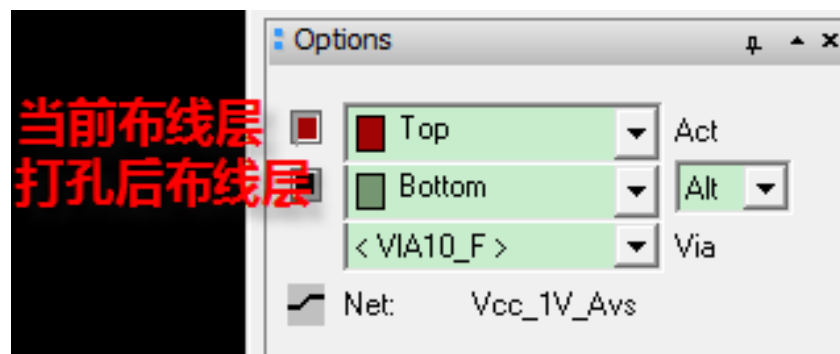 Options
当前布线层 Top Act
打孔后布线层 Bottom Alt
< VIA10_F > Via
Net: Vcc_1V_Avs